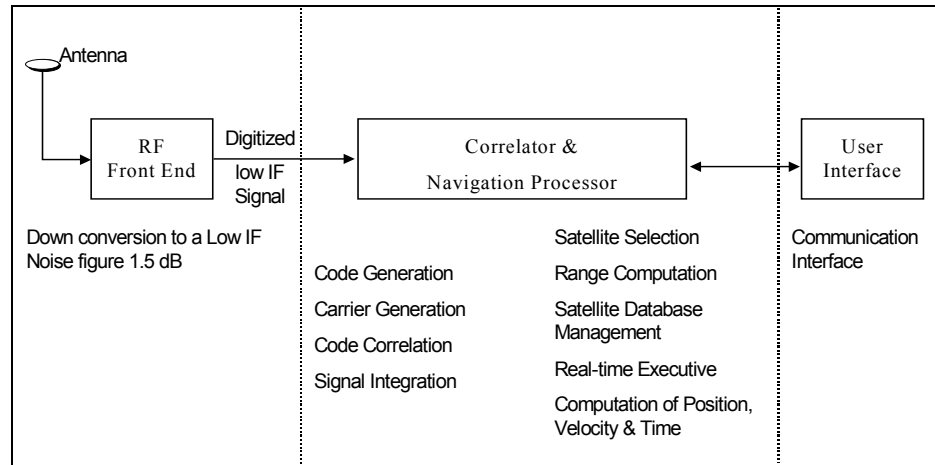 Antenna
RF
Front End
Digitized
low IF
Signal
Correlator &
Navigation Processor
User
Interface
Down conversion to a Low IF
Noise figure 1.5 dB
Code Generation
Carrier Generation
Code Correlation
Signal Integration
Satellite Selection
Range Computation
Satellite Database
Management
Real-time Executive
Computation of Position,
Velocity & Time
Communication
Interface